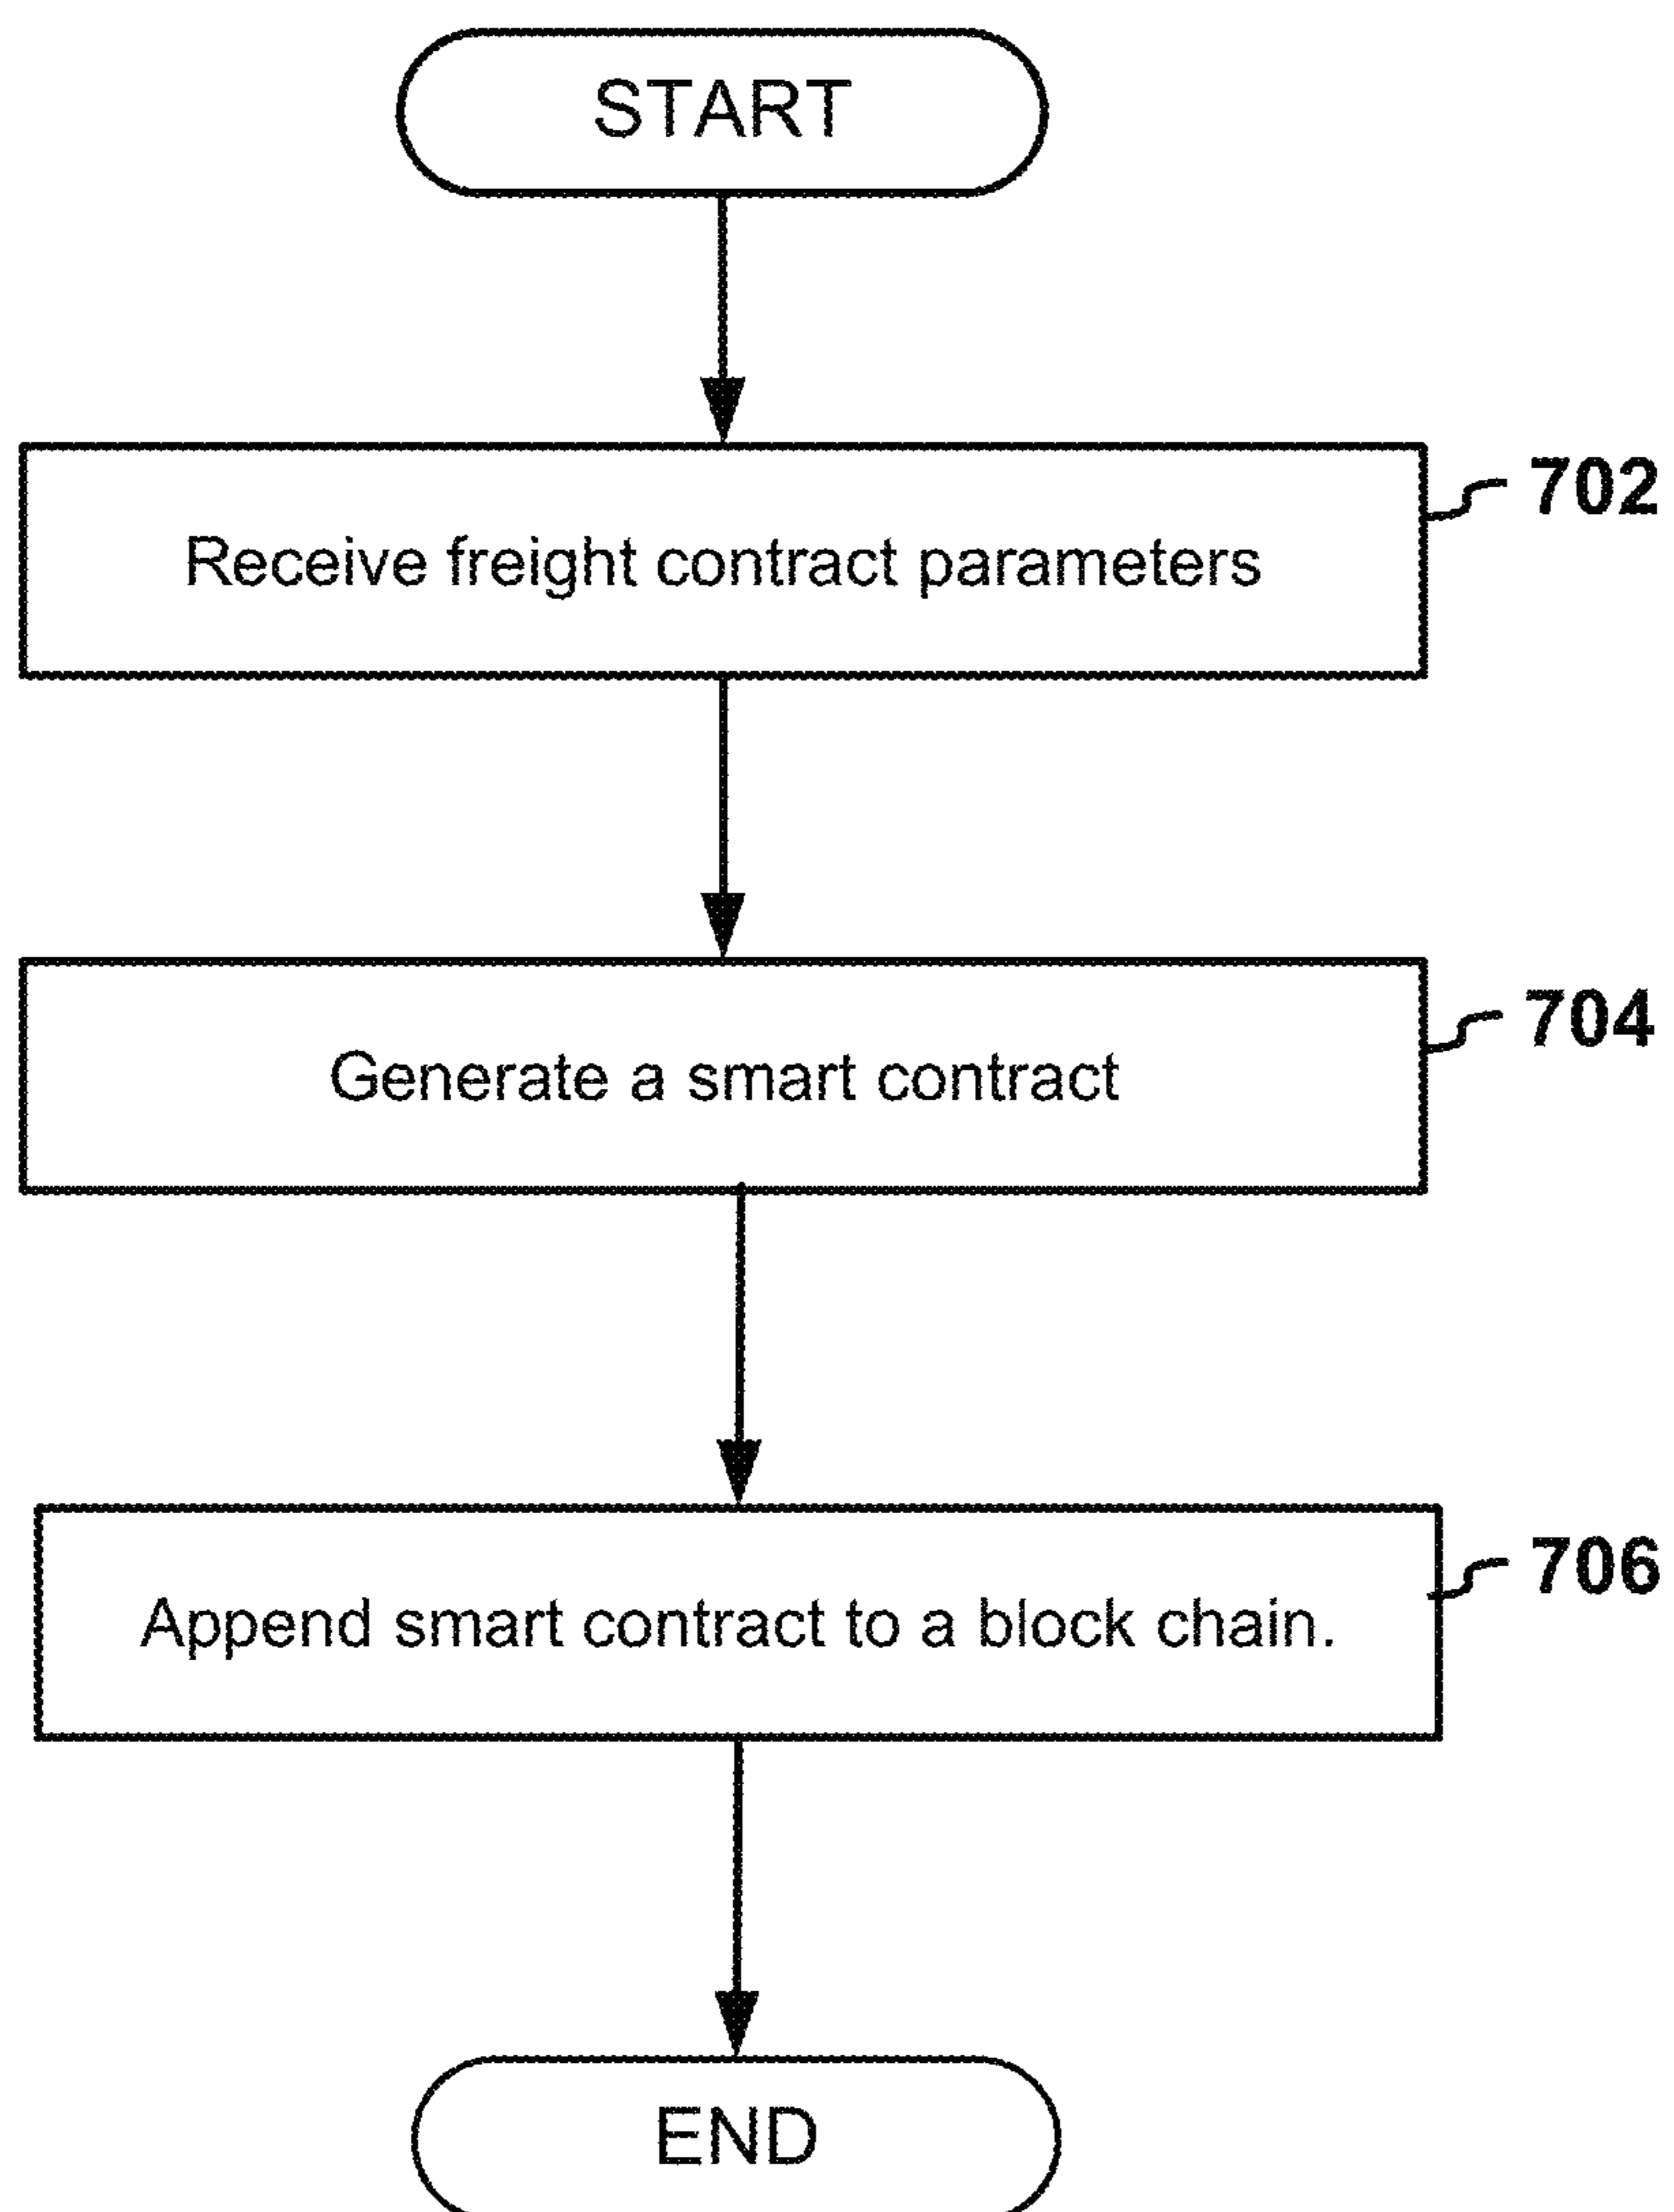 START
Receive freight contract parameters
702
Generate a smart contract
704
Append smart contract to a block chain.
706
END